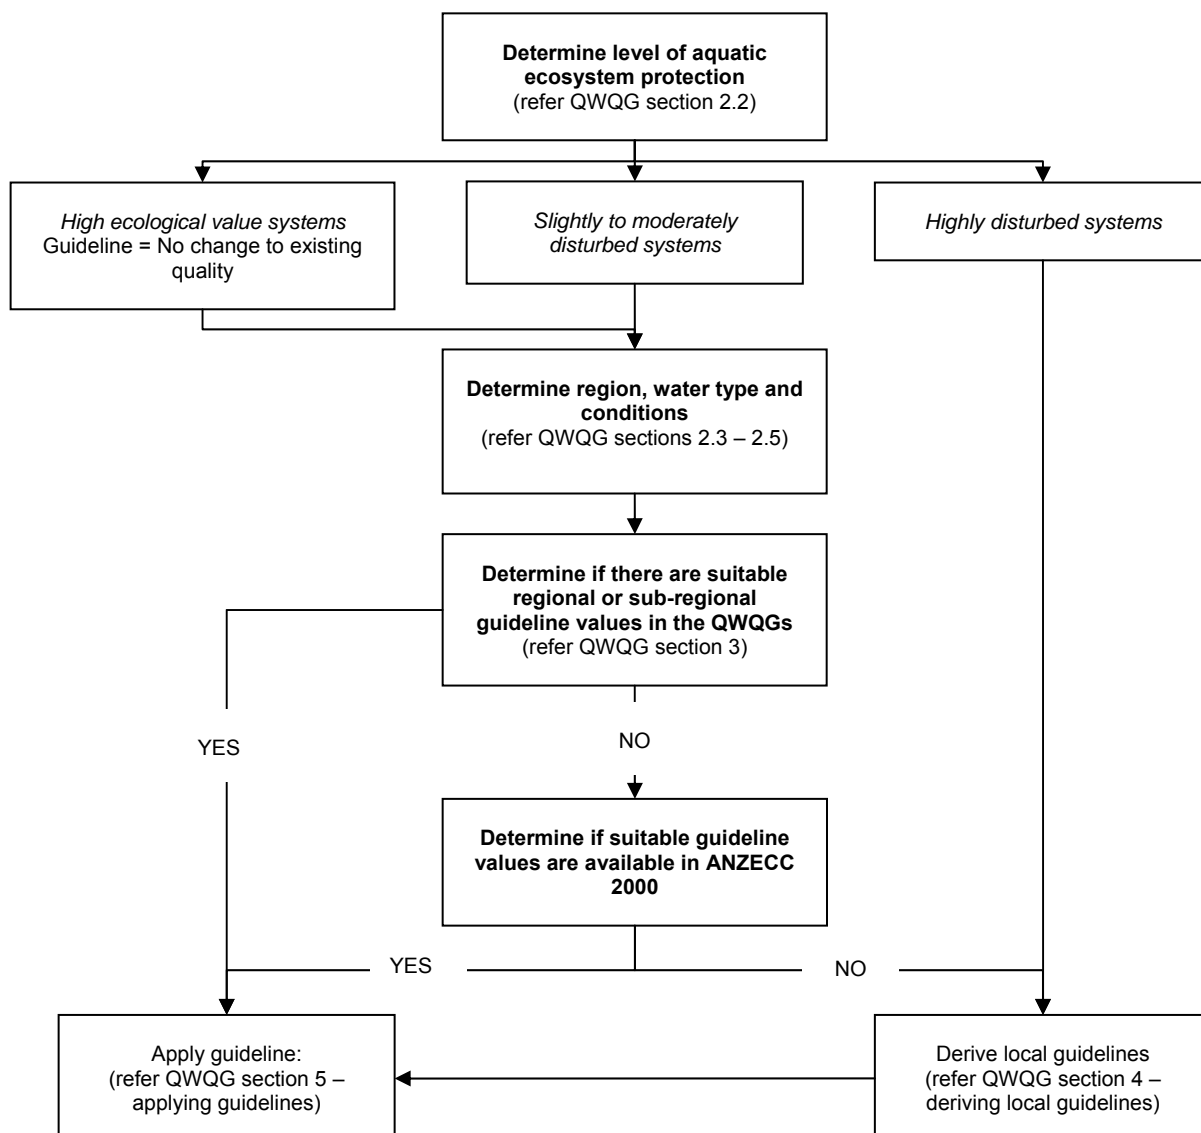 Determine level of aquatic
ecosystem protection
(refer QWQG section 2.2)
High ecological value systems
Guideline = No change to existing
quality
Slightly to moderately
disturbed systems
Highly disturbed systems
Determine region, water type and
conditions
(refer QWQG sections 2.3 – 2.5)
Determine if there are suitable
regional or sub-regional
guideline values in the QWQGs
(refer QWQG section 3)
YES
NO
Determine if suitable guideline
values are available in ANZECC
2000
YES
NO
Apply guideline:
(refer QWQG section 5 –
applying guidelines)
Derive local guidelines
(refer QWQG section 4 –
deriving local guidelines)